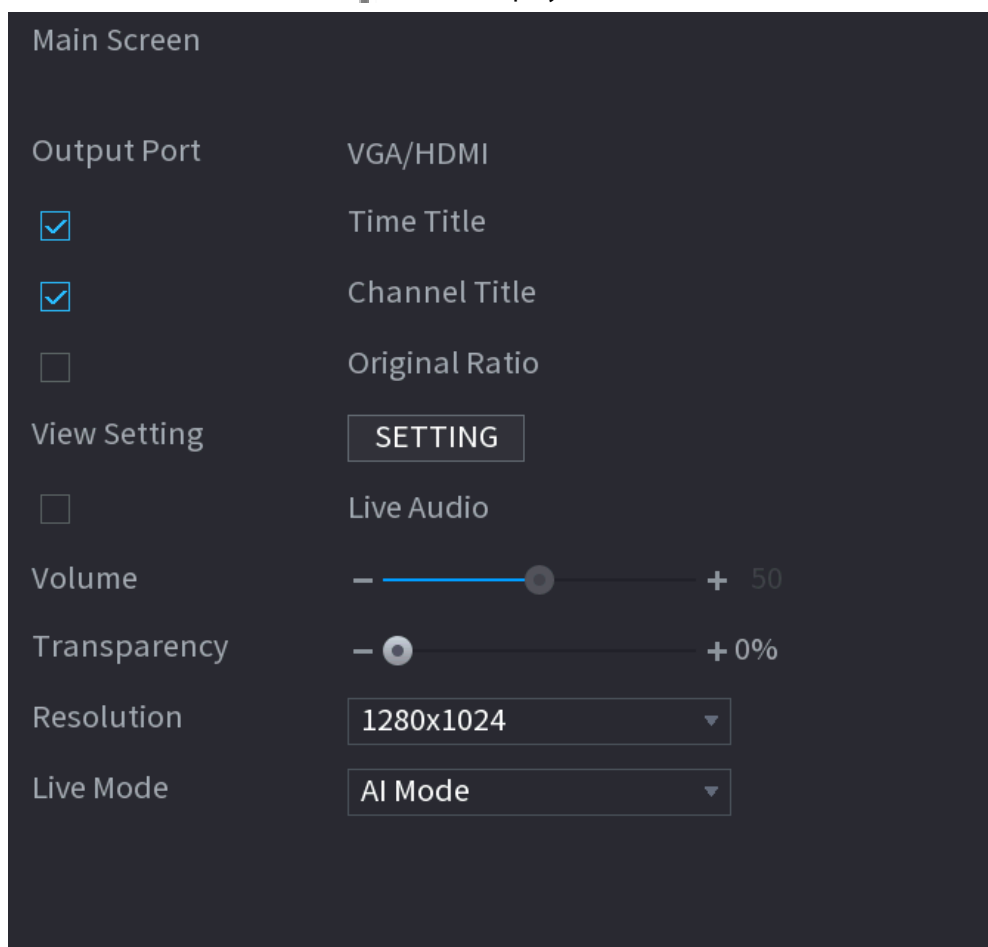 Main Screen
Output Port VGA/HDMI
Time Title
Channel Title
Original Ratio
View Setting SETTING
Live Audio
Volume 50
Transparency 0%
Resolution 1280x1024
Live Mode AI Mode